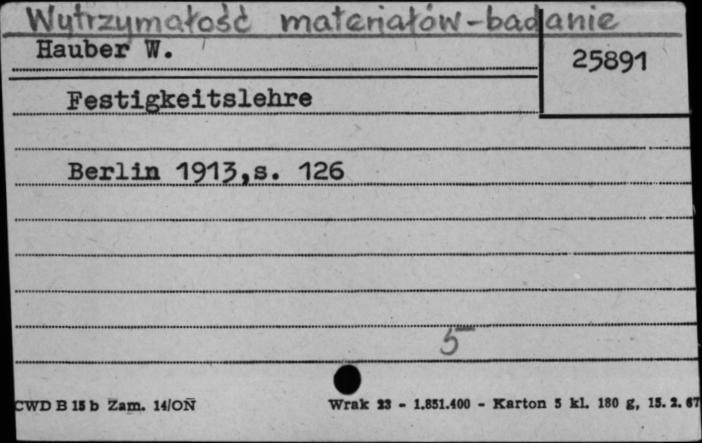 Wytrzymałość materiałów-badanie
Hauber W.
25891
Festigkeitslehre
Berlin 1913,s. 126
5
CWD B 15 b Zam. 14/ON
Wrak 23 - 1.851.400 - Karton 5 kl. 180 g, 15. 2. 67